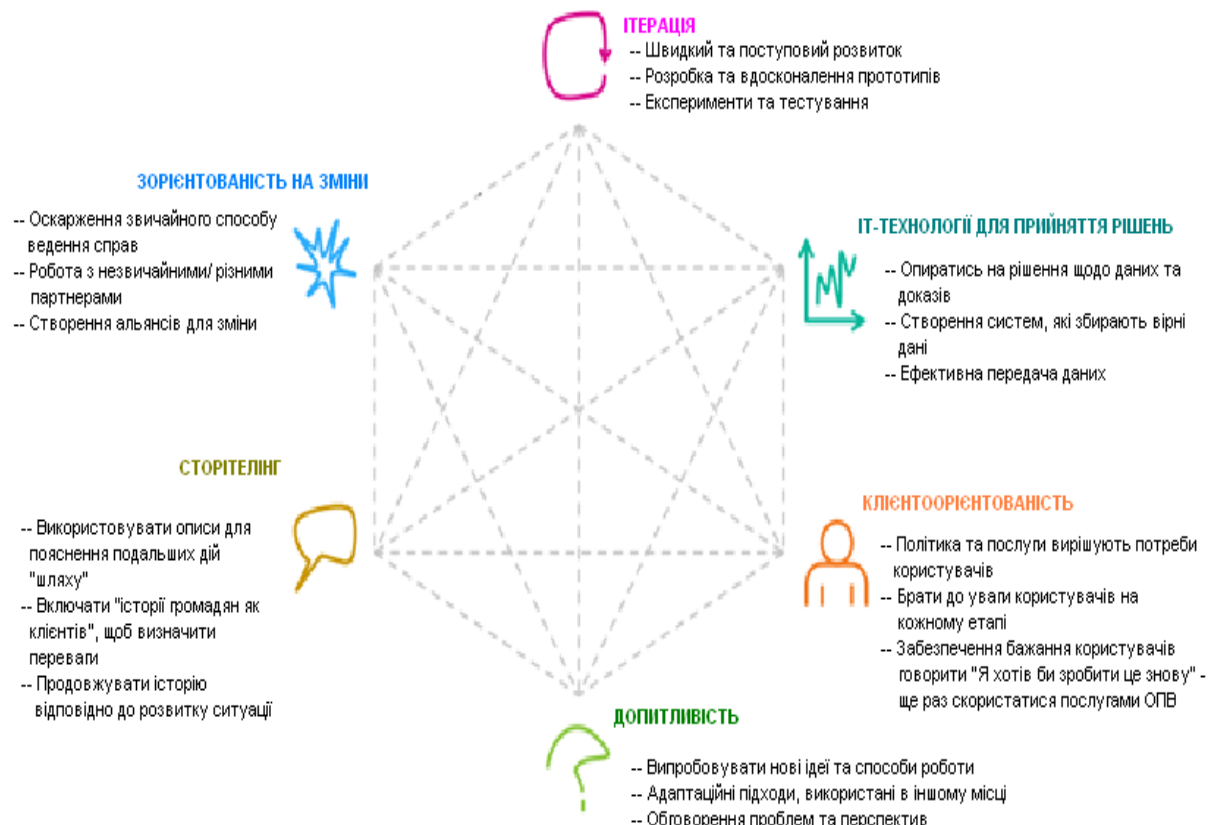 ІТЕРАЦІЯ
-- Швидкий та поступовий розвиток
-- Розробка та вдосконалення прототипів
-- Експерименти та тестування
ЗОРІЄНТОВАНІСТЬ НА ЗМІНИ
-- Оскарження звичайного способу
ведення справ
-- Робота з незвичайними/ різними
партнерами
-- Створення альянсів для зміни
ІТ-ТЕХНОЛОГІЇ ДЛЯ ПРИЙНЯТТЯ РІШЕНЬ
-- Опиратись на рішення щодо даних та
доказів
-- Створення систем, які збирають вірні
дані
-- Ефективна передача даних
СТОРІТЕЛІНГ
-- Використовувати описи для
пояснення подальших дій
"шляху"
-- Включати "історії громадян як
клієнтів", щоб визначити
переваги
-- Продовжувати історію
відповідно до розвитку ситуації
КЛІЄНТООРІЄНТОВАНІСТЬ
-- Політика та послуги вирішують потреби
користувачів
-- Брати до уваги користувачів на
кожному етапі
-- Забезпечення бажання користувачів
говорити "Я хотів би зробити це знову" -
ще раз скористатися послугами ОПВ
ДОПИТЛИВІСТЬ
-- Випробовувати нові ідеї та способи роботи
-- Адаптаційні підходи, використані в іншому місці
-- Обговорення проблем та перспектив